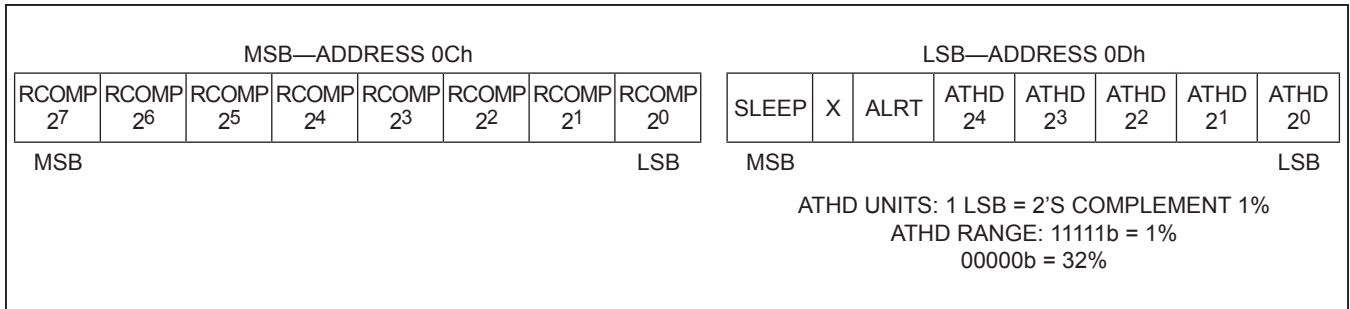 MSB—ADDRESS 0Ch LSB—ADDRESS 0Dh
RCOMP RCOMP RCOMP RCOMP RCOMP RCOMP RCOMP RCOMP SLEEP X ALRT ATHD ATHD ATHD ATHD ATHD
2⁷ 2⁶ 2⁵ 2⁴ 2³ 2² 2¹ 2⁰ 2⁴ 2³ 2² 2¹ 2⁰
MSB LSB MSB LSB
ATHD UNITS: 1 LSB = 2'S COMPLEMENT 1%
ATHD RANGE: 11111b = 1%
00000b = 32%